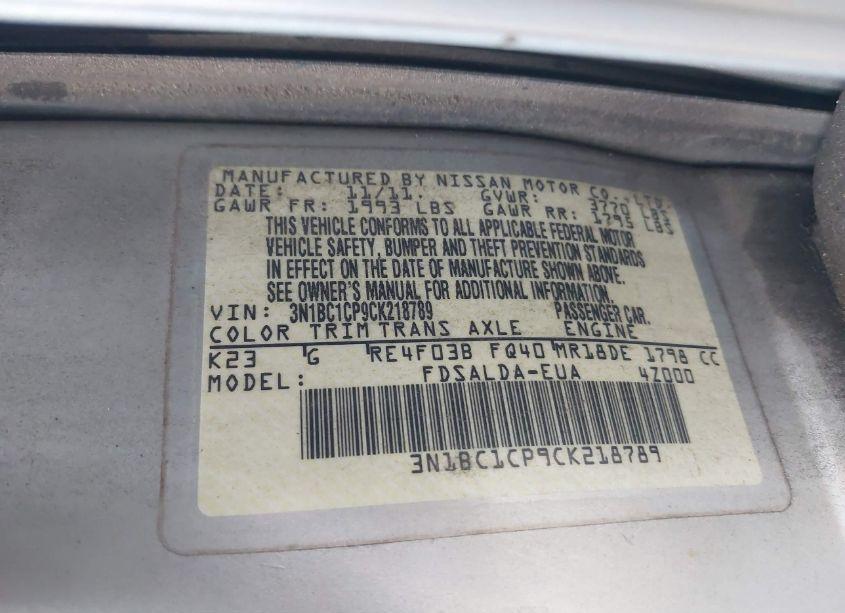 MANUFACTURED BY NISSAN MOTOR CO.,LTD.
DATE: 11/11. GVWR: 3770 LBS
GAWR FR: 1993 LBS GAWR RR: 1795 LBS
THIS VEHICLE CONFORMS TO ALL APPLICABLE FEDERAL MOTOR
VEHICLE SAFETY, BUMPER AND THEFT PREVENTION STANDARDS
IN EFFECT ON THE DATE OF MANUFACTURE SHOWN ABOVE.
SEE OWNER'S MANUAL FOR ADDITIONAL INFORMATION.
VIN: 3N1BC1CP9CK218789 PASSENGER CAR.
COLOR TRIM TRANS AXLE ENGINE
K23 G RE4F03B FQ40 MR18DE 1798 CC
MODEL: FDSALDA-EUA 4Z000
3N1BC1CP9CK218789